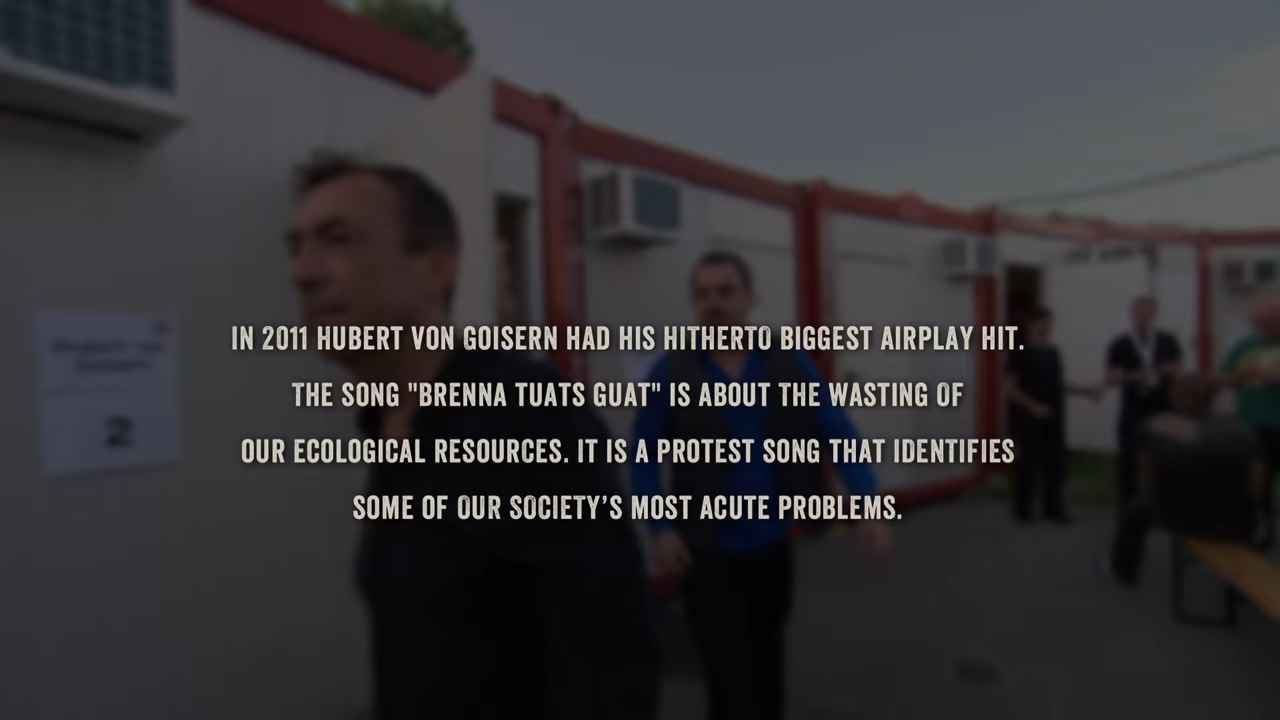 IN 2011 HUBERT VON GOISERN HAD HIS HITHERTO BIGGEST AIRPLAY HIT.
THE SONG "BRENNA TUATS GUAT" IS ABOUT THE WASTING OF
OUR ECOLOGICAL RESOURCES. IT IS A PROTEST SONG THAT IDENTIFIES
SOME OF OUR SOCIETY'S MOST ACUTE PROBLEMS.
2